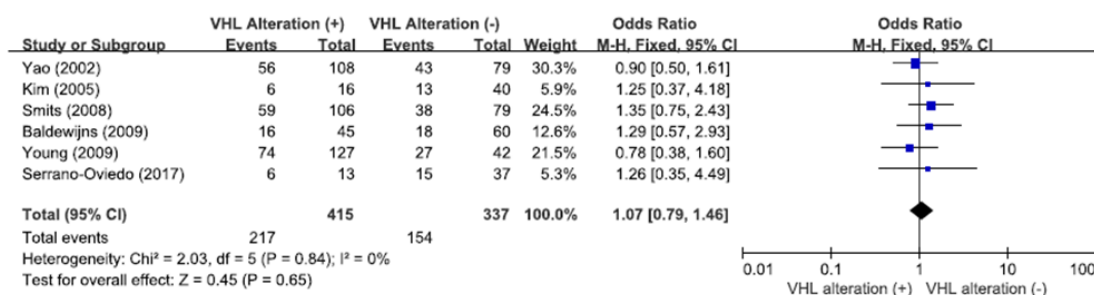 VHL Alteration (+) VHL Alteration (-) Odds Ratio Odds Ratio
Study or Subgroup Events Total Events Total Weight M-H, Fixed, 95% CI M-H, Fixed, 95% CI
Yao (2002) 56 108 43 79 30.3% 0.90 [0.50, 1.61]
Kim (2005) 6 16 13 40 5.9% 1.25 [0.37, 4.18]
Smits (2008) 59 106 38 79 24.5% 1.35 [0.75, 2.43]
Baldewijns (2009) 16 45 18 60 12.6% 1.29 [0.57, 2.93]
Young (2009) 74 127 27 42 21.5% 0.78 [0.38, 1.60]
Serrano-Oviedo (2017) 6 13 15 37 5.3% 1.26 [0.35, 4.49]
Total (95% CI) 415 337 100.0% 1.07 [0.79, 1.46]
Total events 217 154
Heterogeneity: Chi² = 2.03, df = 5 (P = 0.84); I² = 0%
Test for overall effect: Z = 0.45 (P = 0.65)
0.01 0.1 1 10 100
VHL alteration (+) VHL alteration (-)